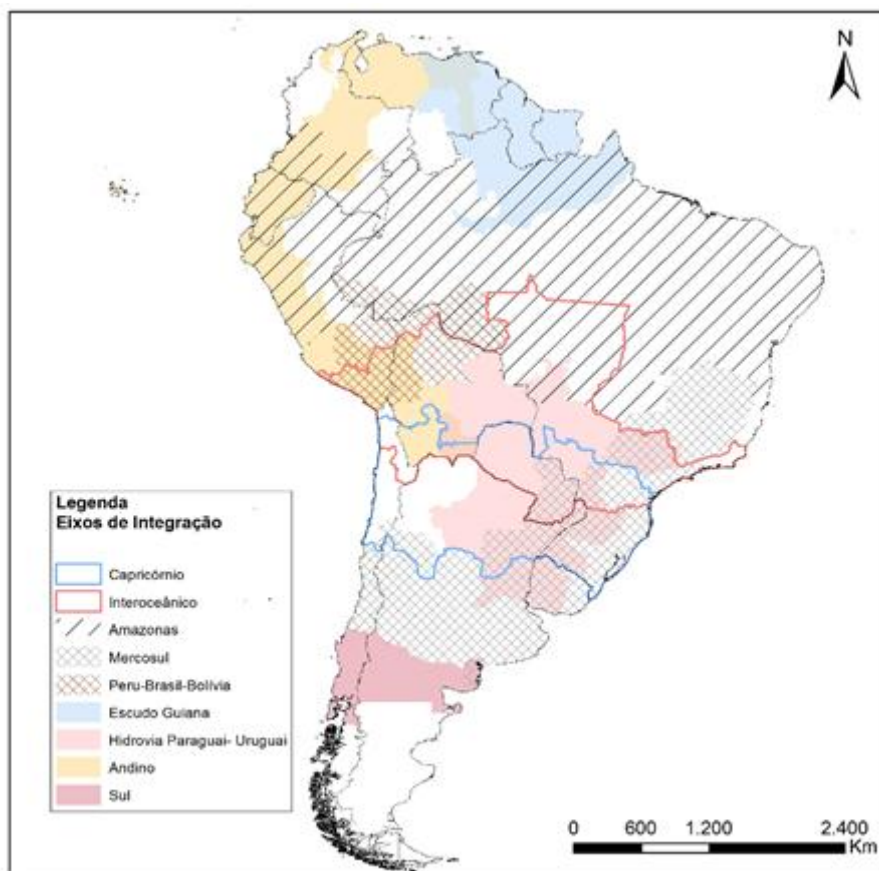 N
Legenda
Eixos de Integração
Capricórnio
Interoceânico
Amazonas
Mercosul
Peru-Brasil-Bolívia
Escudo Guiana
Hidrovia Paraguai- Uruguai
Andino
Sul
0 600 1.200 2.400
Km